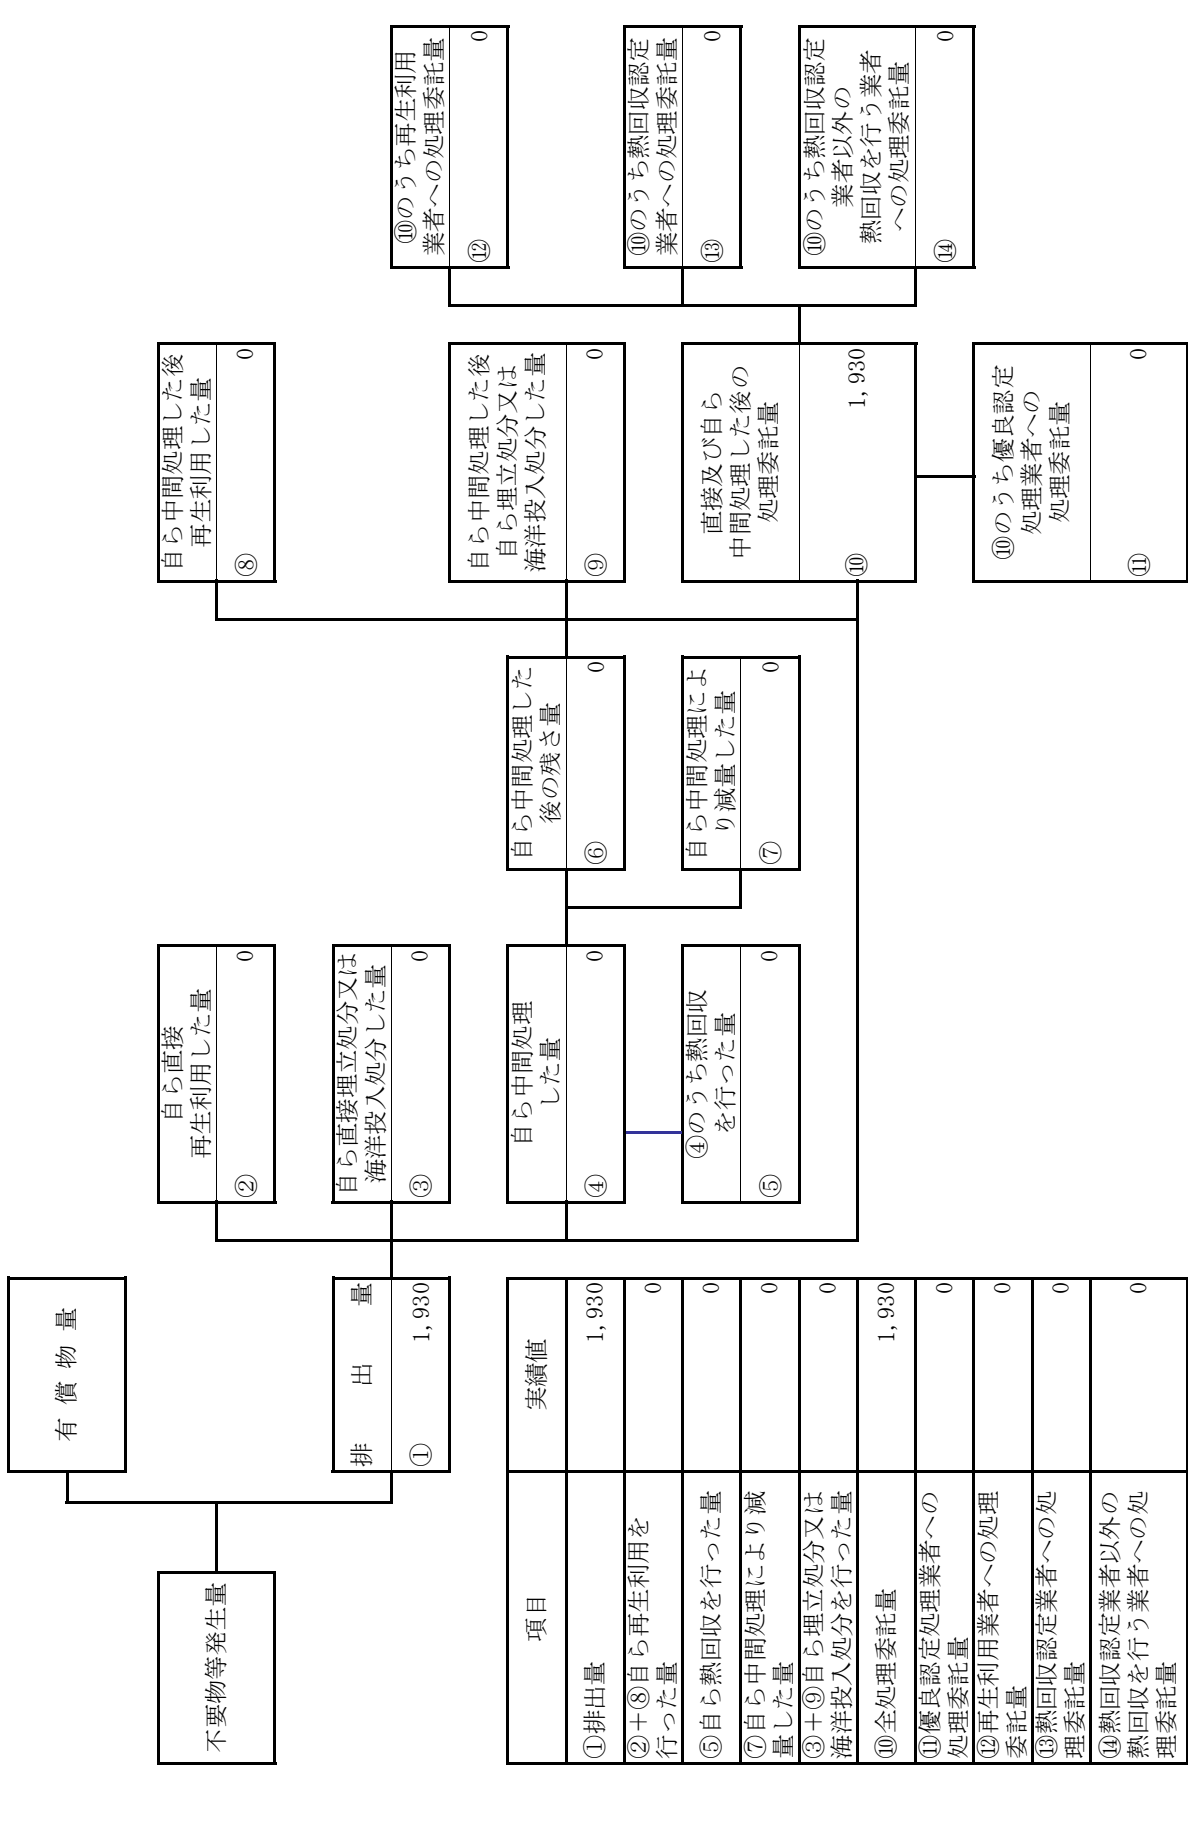 有償物量
不要物等発生量
排出量
① 1,930
自ら直接
再生利用した量
② 0
自ら直接埋立処分又は
海洋投入処分した量
③ 0
自ら中間処理
した量
④ 0
④のうち熱回収
を行った量
⑤ 0
自ら中間処理した
後の残さ量
⑥ 0
自ら中間処理によ
り減量した量
⑦ 0
自ら中間処理した後
再生利用した量
⑧ 0
自ら中間処理した後
自ら埋立処分又は
海洋投入処分した量
⑨ 0
直接及び自ら
中間処理した後の
処理委託量
⑩ 1,930
⑩のうち優良認定
処理業者への
処理委託量
⑪ 0
⑩のうち再生利用
業者への処理委託量
⑫ 0
⑩のうち熱回収認定
業者への処理委託量
⑬ 0
⑩のうち熱回収認定
業者以外の
熱回収を行う業者
への処理委託量
⑭ 0
項目 実績値
①排出量 1,930
②+⑧自ら再生利用を
行った量 0
⑤自ら熱回収を行った量 0
⑦自ら中間処理により減
量した量 0
③+⑨自ら埋立処分又は
海洋投入処分を行った量 0
⑩全処理委託量 1,930
⑪優良認定処理業者への
処理委託量 0
⑫再生利用業者への処理
委託量 0
⑬熱回収認定業者への処
理委託量 0
⑭熱回収認定業者以外の
熱回収を行う業者への処
理委託量 0